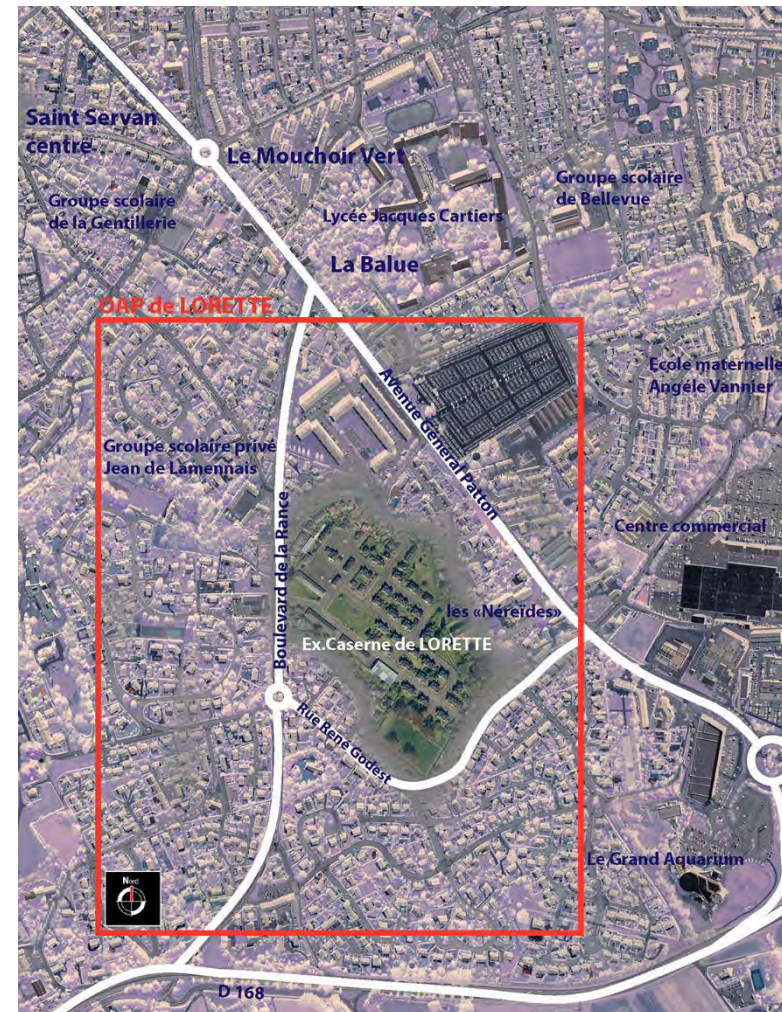 Saint Servan
centre
Le Mouchoir Vert
Groupe scolaire
de la Gentillerie
Lycée Jacques Cartiers
Groupe scolaire
de Bellevue
La Balue
OAP de LORETTE
Avenue Général Patton
Ecole maternelle
Angéle Vannier
Groupe scolaire privé
Jean de Lamennais
Boulevard de la Rance
Centre commercial
les «Néreïdes»
Ex.Caserne de LORETTE
Rue René Godest
Le Grand Aquarium
Nord
D 168